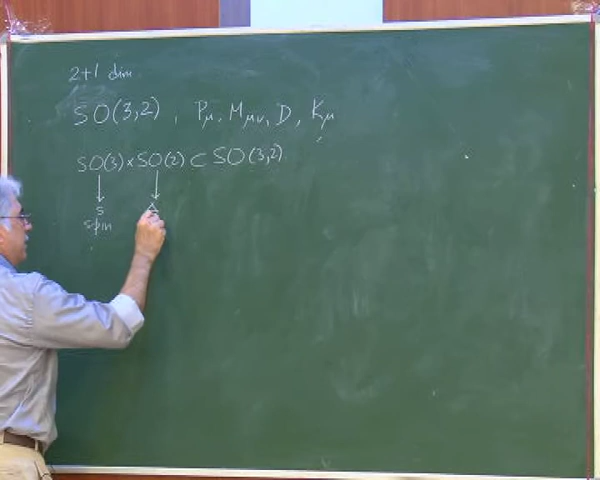 2+1 dim
SO(3,2), Pμ, Mμν, D, Kμ
SO(3)×SO(2) ⊂ SO(3,2)
↓ ↓
s Δ
spin